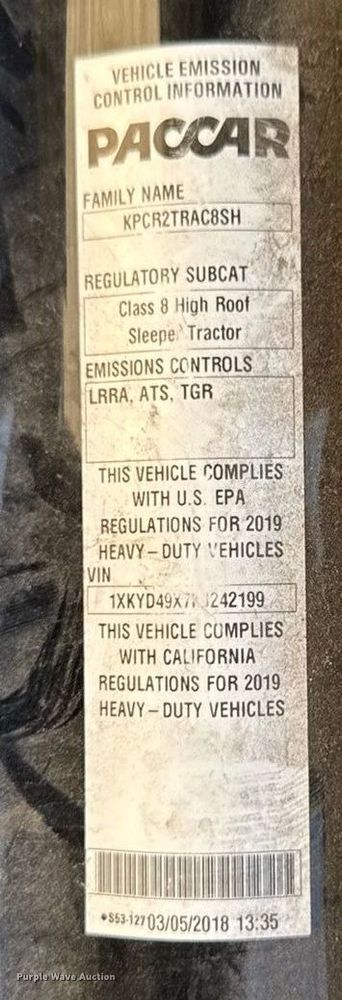 VEHICLE EMISSION
CONTROL INFORMATION
PACCAR
FAMILY NAME
KPCR2TRAC8SH
REGULATORY SUBCAT
Class 8 High Roof
Sleeper Tractor
EMISSIONS CONTROLS
LRRA, ATS, TGR
THIS VEHICLE COMPLIES
WITH U.S. EPA
REGULATIONS FOR 2019
HEAVY-DUTY VEHICLES
VIN
THIS VEHICLE COMPLIES
WITH CALIFORNIA
REGULATIONS FOR 2019
HEAVY-DUTY VEHICLES
*S53-127 03/05/2018 13:35
Purple Wave Auction